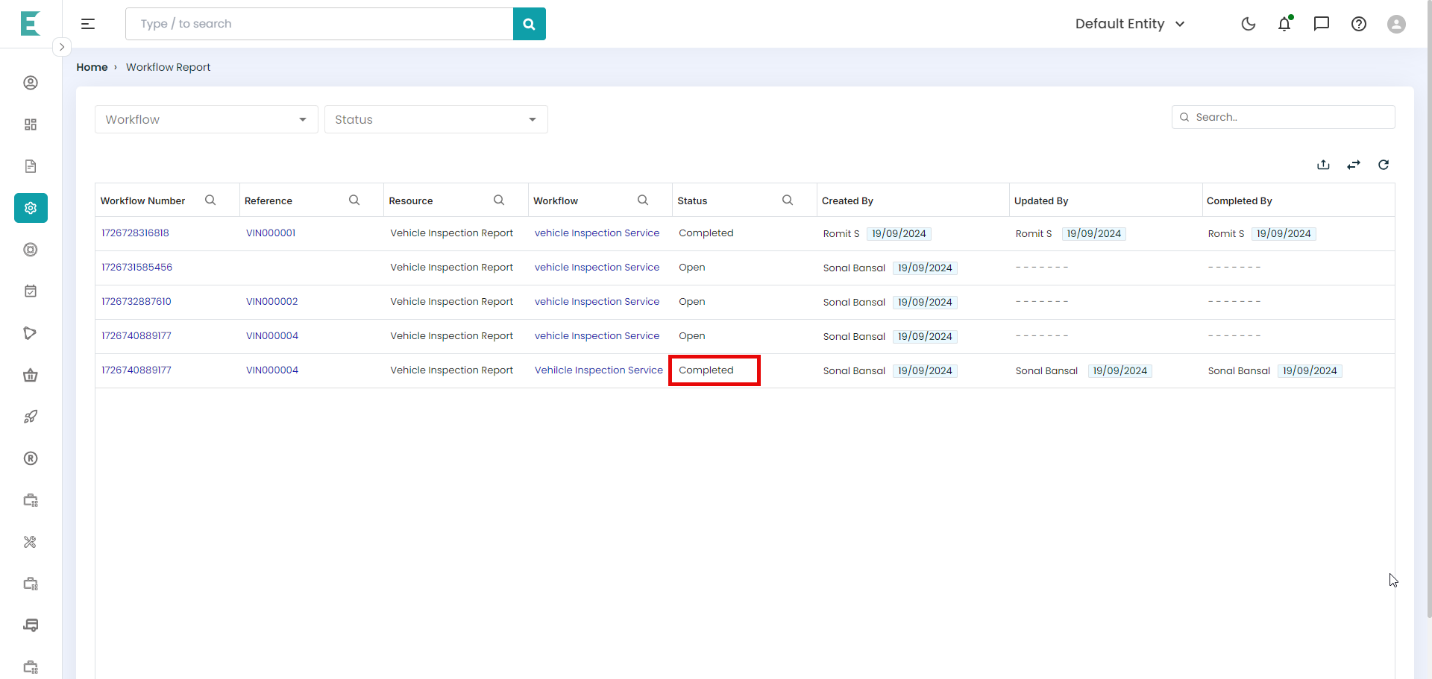 Type / to search
Default Entity
Home › Workflow Report
Workflow
Status
Search..
Workflow Number Reference Resource Workflow Status Created By Updated By Completed By
1726728316818 VIN000001 Vehicle Inspection Report vehicle Inspection Service Completed Romit S 19/09/2024 Romit S 19/09/2024 Romit S 19/09/2024
1726731585456 Vehicle Inspection Report vehicle Inspection Service Open Sonal Bansal 19/09/2024 - - - - - - - - - - - - - -
1726732887610 VIN000002 Vehicle Inspection Report vehicle Inspection Service Open Sonal Bansal 19/09/2024 - - - - - - - - - - - - - -
1726740889177 VIN000004 Vehicle Inspection Report vehicle Inspection Service Open Sonal Bansal 19/09/2024 - - - - - - - - - - - - - -
1726740889177 VIN000004 Vehicle Inspection Report Vehilcle Inspection Service Completed Sonal Bansal 19/09/2024 Sonal Bansal 19/09/2024 Sonal Bansal 19/09/2024